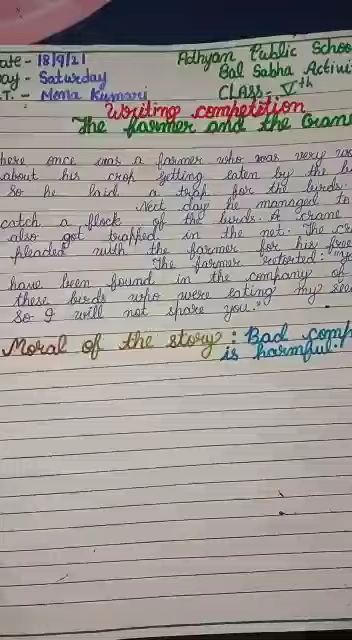 ate - 18/9/21 Adhyan Public Schoo
ay - Saturday Bal Sabha Activi
.T. - Mona Kumari CLASS - Vth
Writing competition
The farmer and the Crane
here once was a farmer who was very wo
about his crop getting eaten by the b
So he laid a trap for the birds.
Next day he managed to
catch a flock of the birds. A crane
also got trapped in the net. The cr
pleaded with the farmer for his free
The farmer retorted: "y
have been found in the company of
these birds who were eating my see
So I will not spare you."
Moral of the story : Bad comp
is harmful.